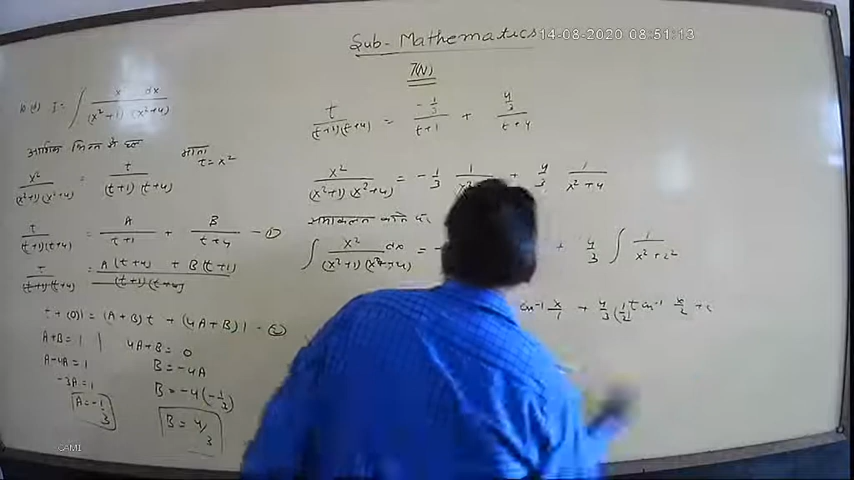 Sub- Mathematics
14-08-2020 08:51:13
7(N)
I = ∫ x² dx / (x²+1)(x²+4)
आंशिक भिन्न से हल
माना t = x²
x² / (x²+1)(x²+4) = t / (t+1)(t+4)
t / (t+1)(t+4) = A / t+1 + B / t+4 - ①
t / (t+1)(t+4) = A(t+4) + B(t+1) / (t+1)(t+4)
t + (0)1 = (A+B)t + (4A+B)1 - ②
A+B = 1
A-4A = 1
-3A = 1
A = -1/3
4A+B = 0
B = -4A
B = -4(-1/3)
B = 4/3
t / (t+1)(t+4) = -1/3 / t+1 + 4/3 / t+4
x² / (x²+1)(x²+4) = -1/3 1 / x² + 4/3 1 / x²+4
समाकलन करने पर
∫ x² / (x²+1)(x²+4) dx = - + 4/3 ∫ 1 / x²+2²
tan⁻¹ x/1 + 4/3 (1/2) tan⁻¹ x/2 + c
CAM1